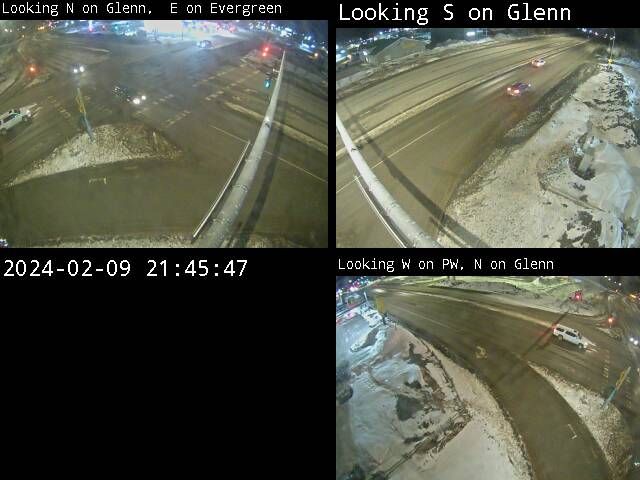 Looking N on Glenn,  E on Evergreen
Looking S on Glenn
2024-02-09 21:45:47
Looking W on PW, N on Glenn